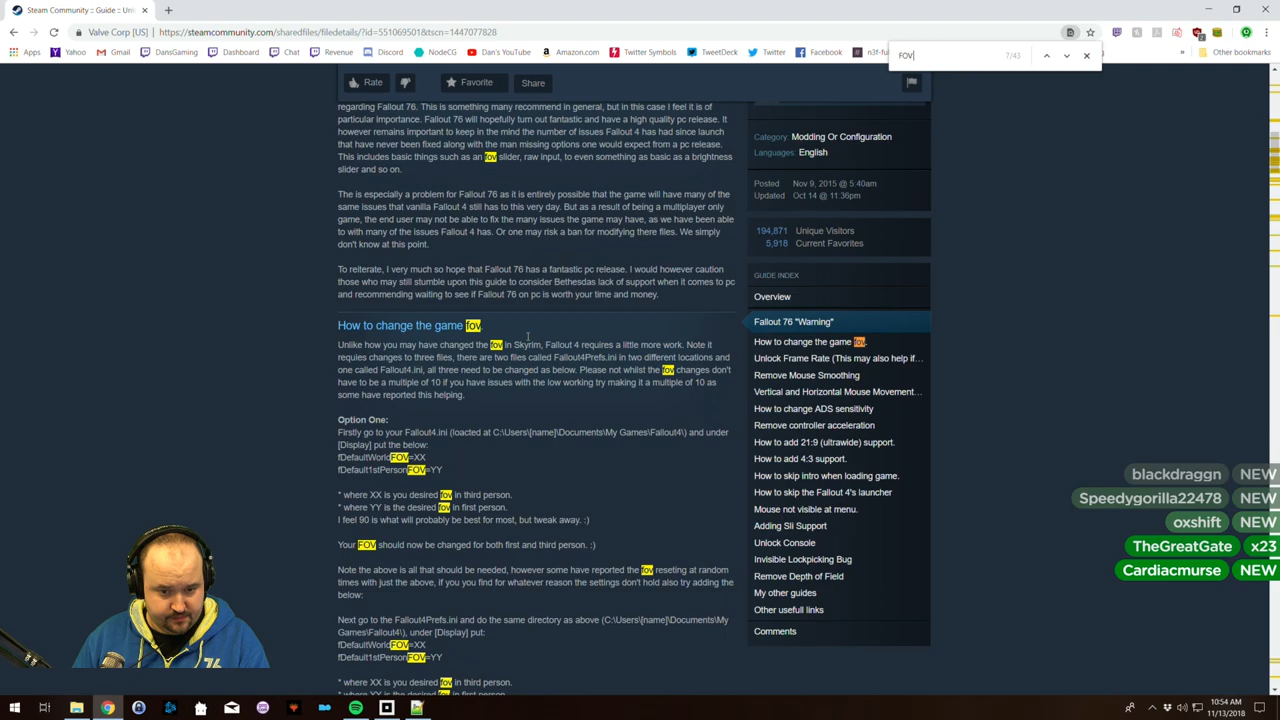 Steam Community :: Guide :: Un
Valve Corp [US] | https://steamcommunity.com/sharedfiles/filedetails/?id=551069501&tscn=1447077828
Apps
Yahoo
Gmail
DansGaming
Dashboard
Chat
Revenue
Discord
NodeCG
Dan's YouTube
Amazon.com
Twitter Symbols
TweetDeck
Twitter
Facebook
n3f-ful
Other bookmarks
FOV
7/43
Rate
Favorite
Share
regarding Fallout 76. This is something many recommend in general, but in this case I feel it is of
particular importance. Fallout 76 will hopefully turn out fantastic and have a high quality pc release. It
however remains important to keep in the mind the number of issues Fallout 4 has had since launch
that have never been fixed along with the man missing options one would expect from a pc release.
This includes basic things such as an fov slider, raw input, to even something as basic as a brightness
slider and so on.
The is especially a problem for Fallout 76 as it is entirely possible that the game will have many of the
same issues that vanilla Fallout 4 still has to this very day. But as a result of being a multiplayer only
game, the end user may not be able to fix the many issues the game may have, as we have been able
to with many of the issues Fallout 4 has. Or one may risk a ban for modifying there files. We simply
don't know at this point.
To reiterate, I very much so hope that Fallout 76 has a fantastic pc release. I would however caution
those who may still stumble upon this guide to consider Bethesdas lack of support when it comes to pc
and recommending waiting to see if Fallout 76 on pc is worth your time and money.
How to change the game fov.
Unlike how you may have changed the fov in Skyrim, Fallout 4 requires a little more work. Note it
requies changes to three files, there are two files called Fallout4Prefs.ini in two different locations and
one called Fallout4.ini, all three need to be changed as below. Please not whilst the fov changes don't
have to be a multiple of 10 if you have issues with the low working try making it a multiple of 10 as
some have reported this helping.
Option One:
Firstly go to your Fallout4.ini (loacted at C:\Users\[name]\Documents\My Games\Fallout4\) and under
[Display] put the below:
fDefaultWorldFOV=XX
fDefault1stPersonFOV=YY
* where XX is you desired fov in third person.
* where YY is the desired fov in first person.
I feel 90 is what will probably be best for most, but tweak away. :)
Your FOV should now be changed for both first and third person. :)
Note the above is all that should be needed, however some have reported the fov reseting at random
times with just the above, if you you find for whatever reason the settings don't hold also try adding the
below:
Next go to the Fallout4Prefs.ini and do the same directory as above (C:\Users\[name]\Documents\My
Games\Fallout4\), under [Display] put:
fDefaultWorldFOV=XX
fDefault1stPersonFOV=YY
* where XX is you desired fov in third person.
* where YY is the desired fov in first person.
Category: Modding Or Configuration
Languages: English
Posted Nov 9, 2015 @ 5:40am
Updated Oct 14 @ 11:36pm
194,871 Unique Visitors
5,918 Current Favorites
GUIDE INDEX
Overview
Fallout 76 "Warning"
How to change the game fov.
Unlock Frame Rate (This may also help if...
Remove Mouse Smoothing
Vertical and Horizontal Mouse Movement...
How to change ADS sensitivity
Remove controller acceleration
How to add 21:9 (ultrawide) support.
How to add 4:3 support.
How to skip intro when loading game.
How to skip the Fallout 4's launcher
Mouse not visible at menu.
Adding Sli Support
Unlock Console
Invisible Lockpicking Bug
Remove Depth of Field
My other guides
Other usefull links
Comments
blackdraggn NEW
Speedygorilla22478 NEW
oxshift NEW
TheGreatGate x23
Cardiacmurse NEW
10:54 AM
11/13/2018